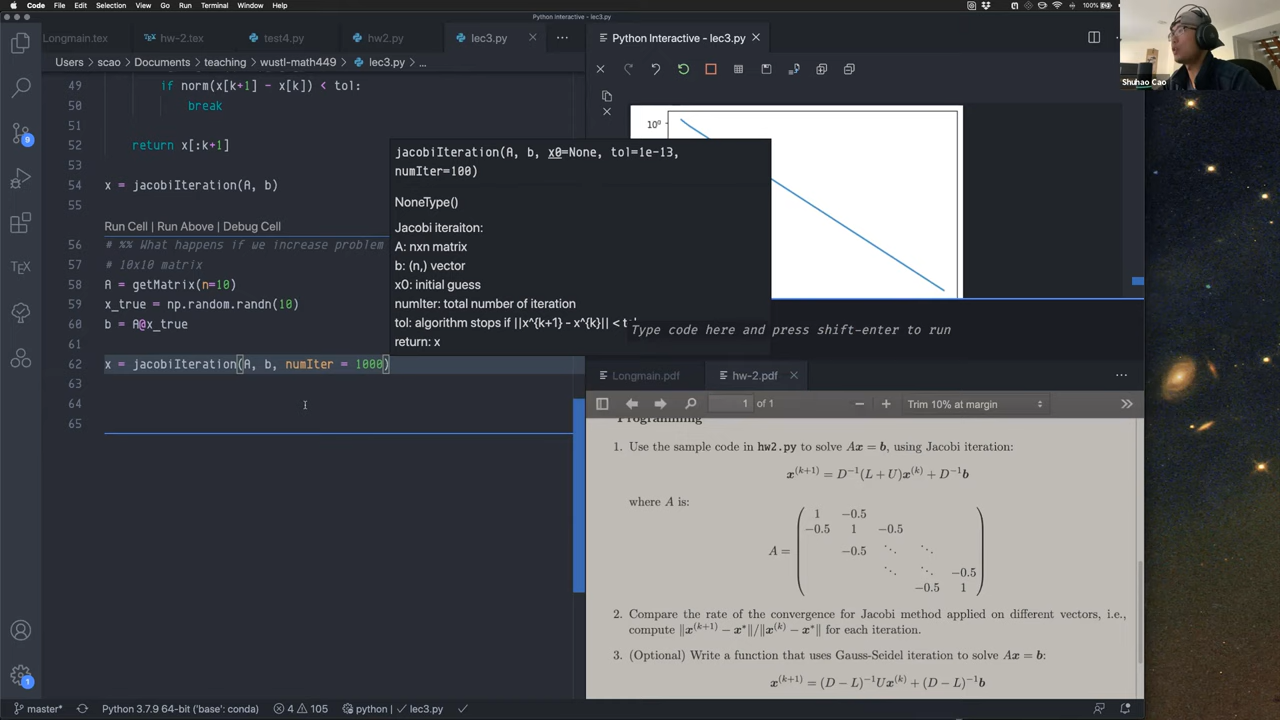 Code File Edit Selection View Go Run Terminal Window Help
100%
Python Interactive - lec3.py
Longmain.tex hw-2.tex test4.py hw2.py lec3.py
Users > scao > Documents > teaching > wustl-math449 > lec3.py > ...
49 if norm(x[k+1] - x[k]) < tol:
50 break
51
52 return x[:k+1]
54 x = jacobiIteration(A, b)
55
Run Cell | Run Above | Debug Cell
56 # %% What happens if we increase problem
57 # 10x10 matrix
58 A = getMatrix(n=10)
59 x_true = np.random.randn(10)
60 b = A@x_true
62 x = jacobiIteration(A, b, numIter = 1000)
63
64
65
jacobiIteration(A, b, x0=None, tol=1e-13,
numIter=100)
NoneType()
Jacobi iteraiton:
A: nxn matrix
b: (n,) vector
x0: initial guess
numIter: total number of iteration
tol: algorithm stops if ||x^{k+1} - x^{k}|| < tol
return: x
Python Interactive - lec3.py
10⁰
Type code here and press shift-enter to run
Longmain.pdf hw-2.pdf
1 of 1 Trim 10% at margin
Programming
1. Use the sample code in hw2.py to solve Ax = b, using Jacobi iteration:
x^(k+1) = D^−1(L + U)x^(k) + D^−1b
where A is:
1 −0.5
−0.5 1 −0.5
A = −0.5 ⋱ ⋱
⋱ ⋱ −0.5
−0.5 1
2. Compare the rate of the convergence for Jacobi method applied on different vectors, i.e.,
compute ‖x^(k+1) − x*‖/‖x^(k) − x*‖ for each iteration.
3. (Optional) Write a function that uses Gauss-Seidel iteration to solve Ax = b:
x^(k+1) = (D − L)^−1Ux^(k) + (D − L)^−1b
Shuhao Cao
9
TEX
1
master* Python 3.7.9 64-bit ('base': conda) 4 105 python | lec3.py